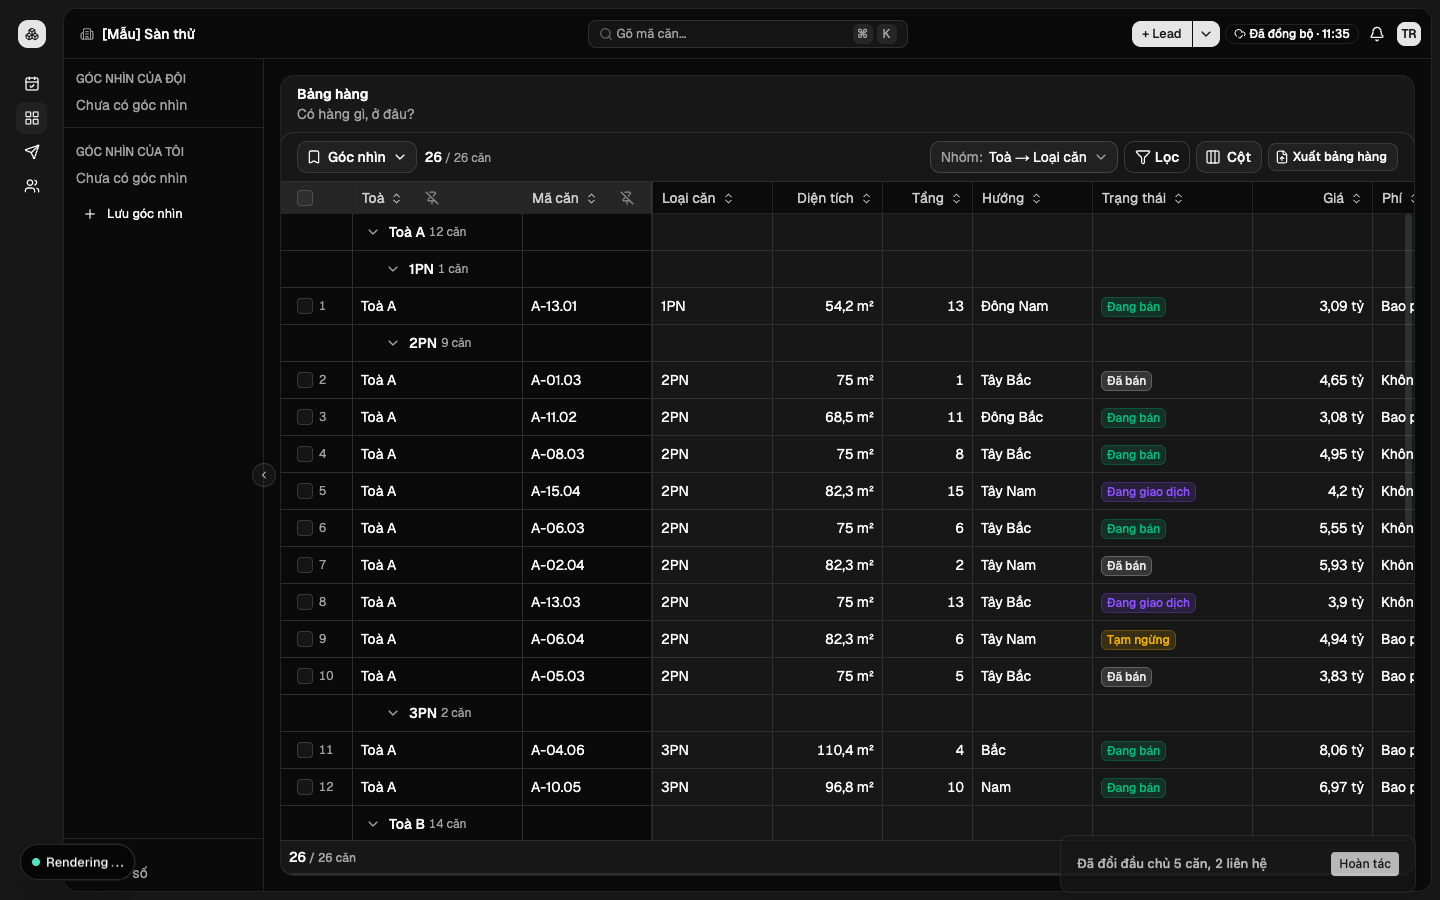 [Mẫu] Sàn thử
Gõ mã căn...
⌘ K
+ Lead
Đã đồng bộ · 11:35
TR
GÓC NHÌN CỦA ĐỘI
Chưa có góc nhìn
GÓC NHÌN CỦA TÔI
Chưa có góc nhìn
+ Lưu góc nhìn
Bảng hàng
Có hàng gì, ở đâu?
Góc nhìn
26 / 26 căn
Nhóm: Toà → Loại căn
Lọc
Cột
Xuất bảng hàng
Toà Mã căn Loại căn Diện tích Tầng Hướng Trạng thái Giá Phí
Toà A 12 căn
1PN 1 căn
1 Toà A A-13.01 1PN 54,2 m² 13 Đông Nam Đang bán 3,09 tỷ Bao
2PN 9 căn
2 Toà A A-01.03 2PN 75 m² 1 Tây Bắc Đã bán 4,65 tỷ Khôn
3 Toà A A-11.02 2PN 68,5 m² 11 Đông Bắc Đang bán 3,08 tỷ Bao
4 Toà A A-08.03 2PN 75 m² 8 Tây Bắc Đang bán 4,95 tỷ Khôn
5 Toà A A-15.04 2PN 82,3 m² 15 Tây Nam Đang giao dịch 4,2 tỷ Khôn
6 Toà A A-06.03 2PN 75 m² 6 Tây Bắc Đang bán 5,55 tỷ Khôn
7 Toà A A-02.04 2PN 82,3 m² 2 Tây Nam Đã bán 5,93 tỷ Khôn
8 Toà A A-13.03 2PN 75 m² 13 Tây Bắc Đang giao dịch 3,9 tỷ Khôn
9 Toà A A-06.04 2PN 82,3 m² 6 Tây Nam Tạm ngừng 4,94 tỷ Bao
10 Toà A A-05.03 2PN 75 m² 5 Tây Bắc Đã bán 3,83 tỷ Bao
3PN 2 căn
11 Toà A A-04.06 3PN 110,4 m² 4 Bắc Đang bán 8,06 tỷ Bao
12 Toà A A-10.05 3PN 96,8 m² 10 Nam Đang bán 6,97 tỷ Bao
Toà B 14 căn
26 / 26 căn
Rendering ...
số
Đã đổi đầu chủ 5 căn, 2 liên hệ
Hoàn tác